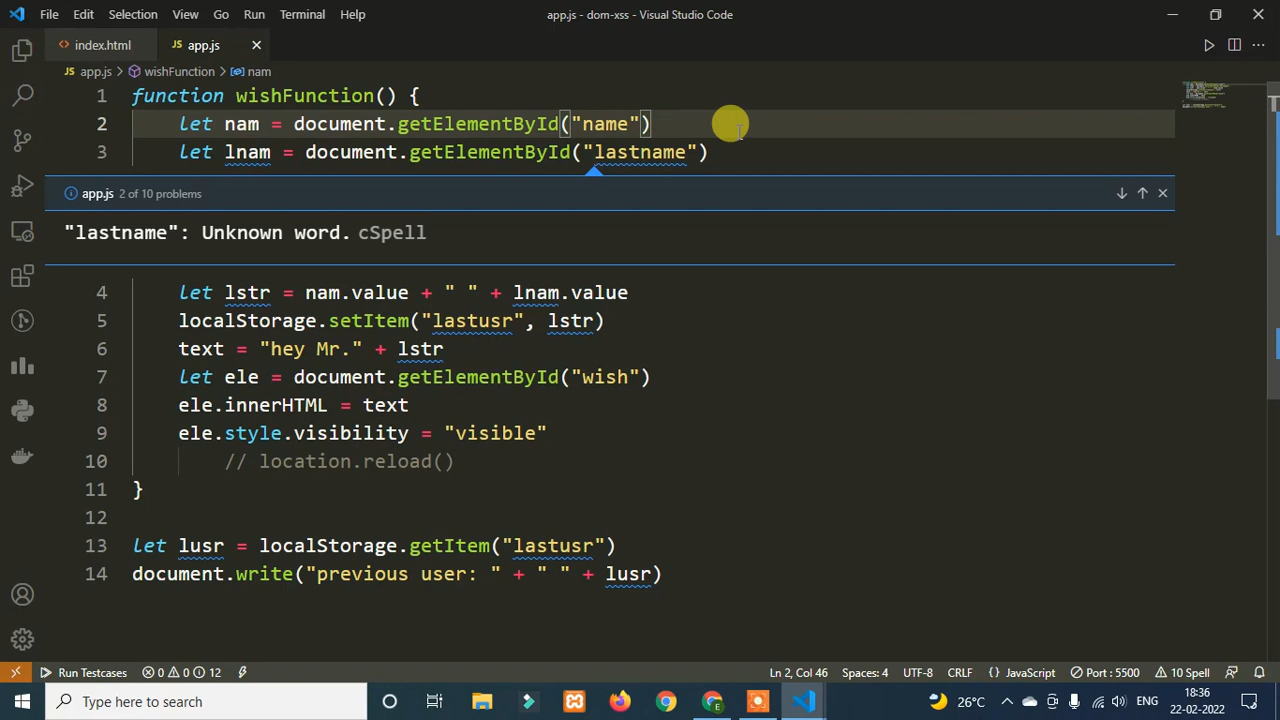 File Edit Selection View Go Run Terminal Help app.js - dom-xss - Visual Studio Code
index.html JS app.js
JS app.js > wishFunction > nam
1 function wishFunction() {
2 let nam = document.getElementById("name")
3 let lnam = document.getElementById("lastname")
app.js 2 of 10 problems
"lastname": Unknown word. cSpell
4 let lstr = nam.value + " " + lnam.value
5 localStorage.setItem("lastusr", lstr)
6 text = "hey Mr." + lstr
7 let ele = document.getElementById("wish")
8 ele.innerHTML = text
9 ele.style.visibility = "visible"
10 // location.reload()
11 }
12
13 let lusr = localStorage.getItem("lastusr")
14 document.write("previous user: " + " " + lusr)
Run Testcases 0 0 12 Ln 2, Col 46 Spaces: 4 UTF-8 CRLF {} JavaScript Port : 5500 10 Spell
Type here to search 26°C ENG 18:36
22-02-2022